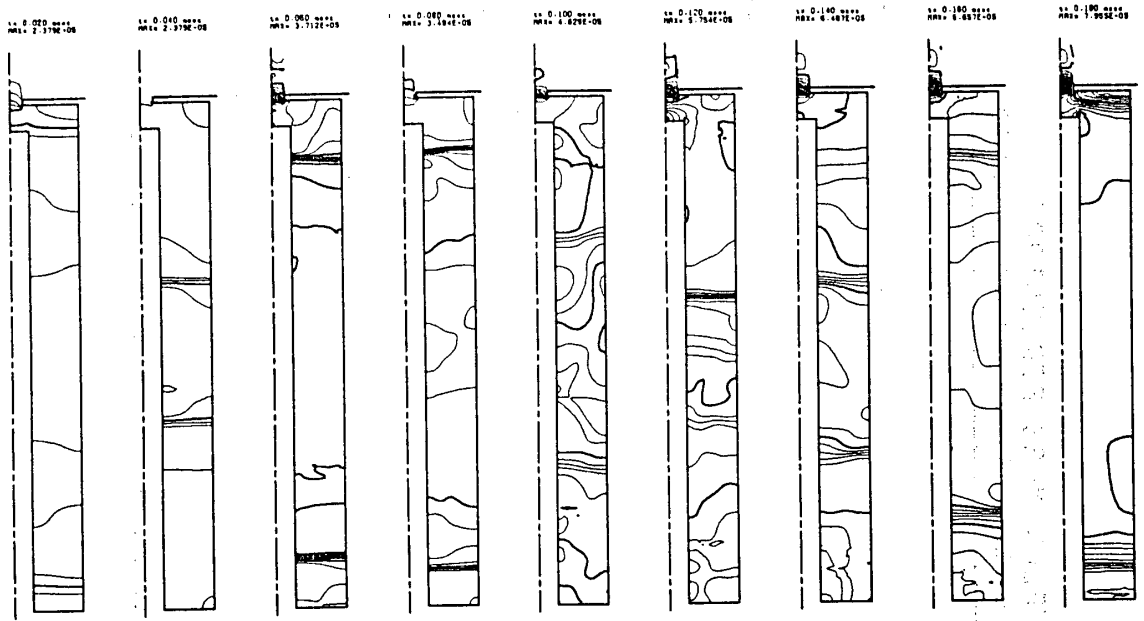 t= 0.020 msec
MAX= 2.379E+05
t= 0.040 msec
MAX= 2.379E+05
t= 0.060 msec
MAX= 3.712E+05
t= 0.080 msec
MAX= 3.494E+05
t= 0.100 msec
MAX= 4.829E+05
t= 0.120 msec
MAX= 5.754E+05
t= 0.140 msec
MAX= 6.487E+05
t= 0.160 msec
MAX= 6.657E+05
t= 0.180 msec
MAX= 7.955E+05